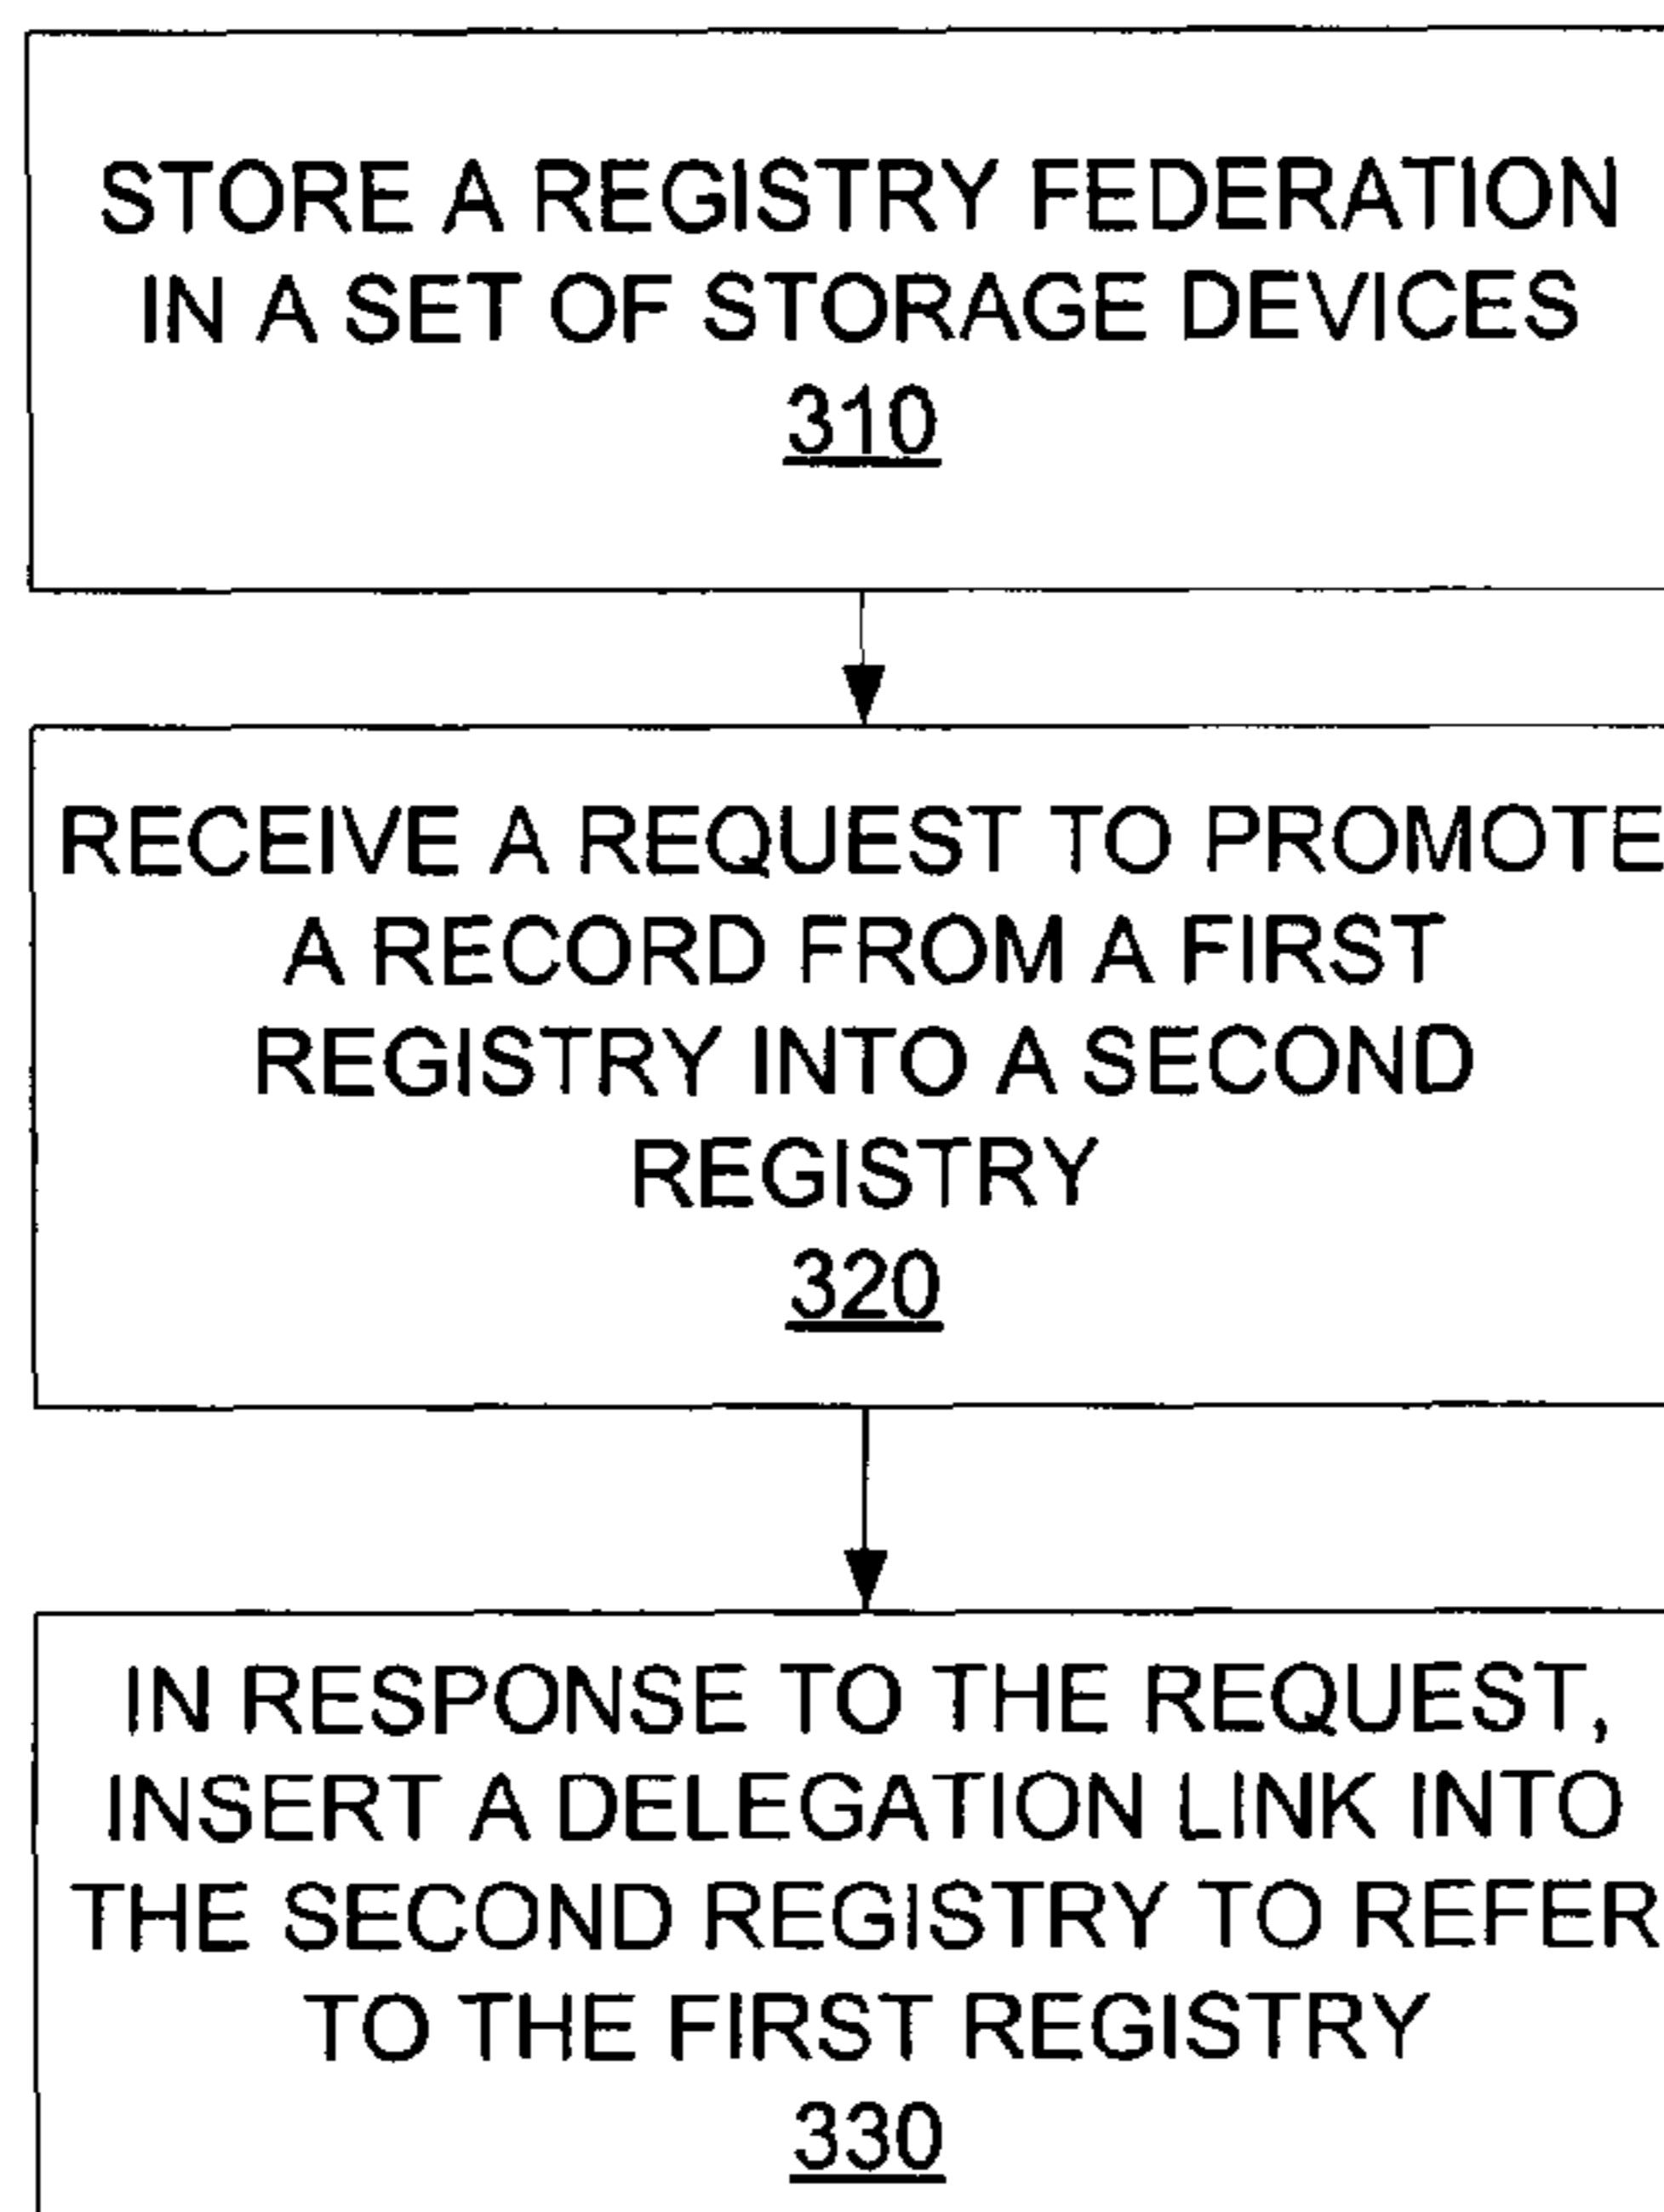 STORE A REGISTRY FEDERATION
IN A SET OF STORAGE DEVICES
310
RECEIVE A REQUEST TO PROMOTE
A RECORD FROM A FIRST
REGISTRY INTO A SECOND
REGISTRY
320
IN RESPONSE TO THE REQUEST,
INSERT A DELEGATION LINK INTO
THE SECOND REGISTRY TO REFER
TO THE FIRST REGISTRY
330